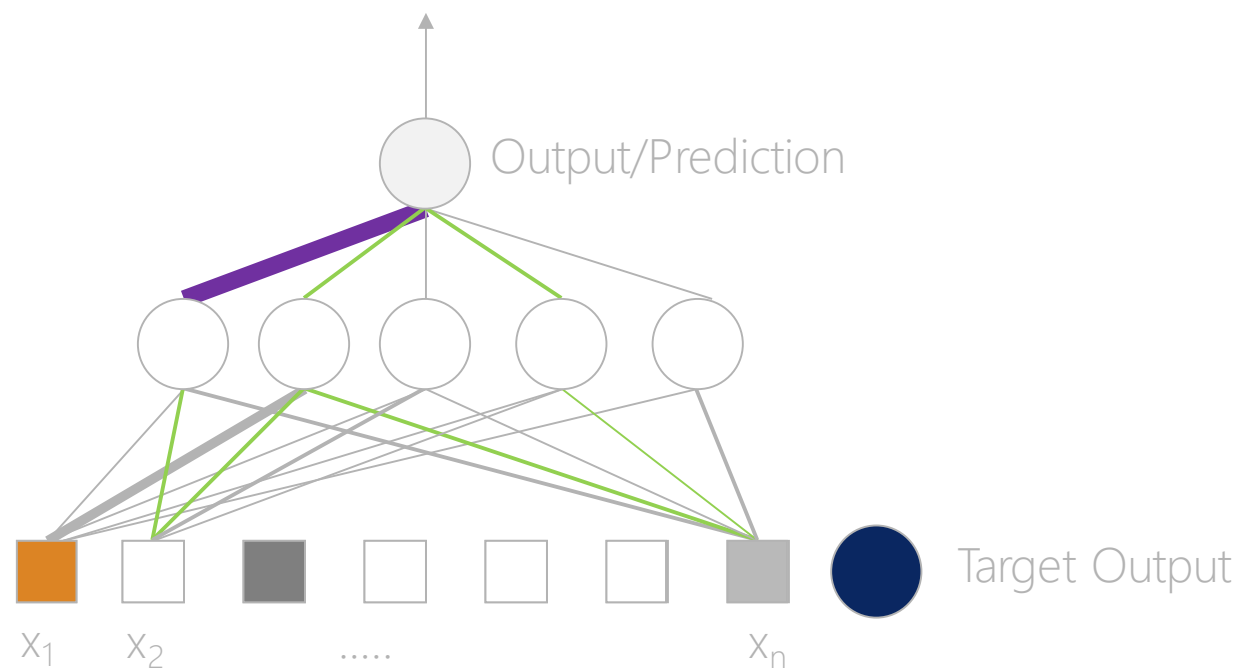 Output/Prediction
Target Output
X₁ X₂ ..... Xₙ